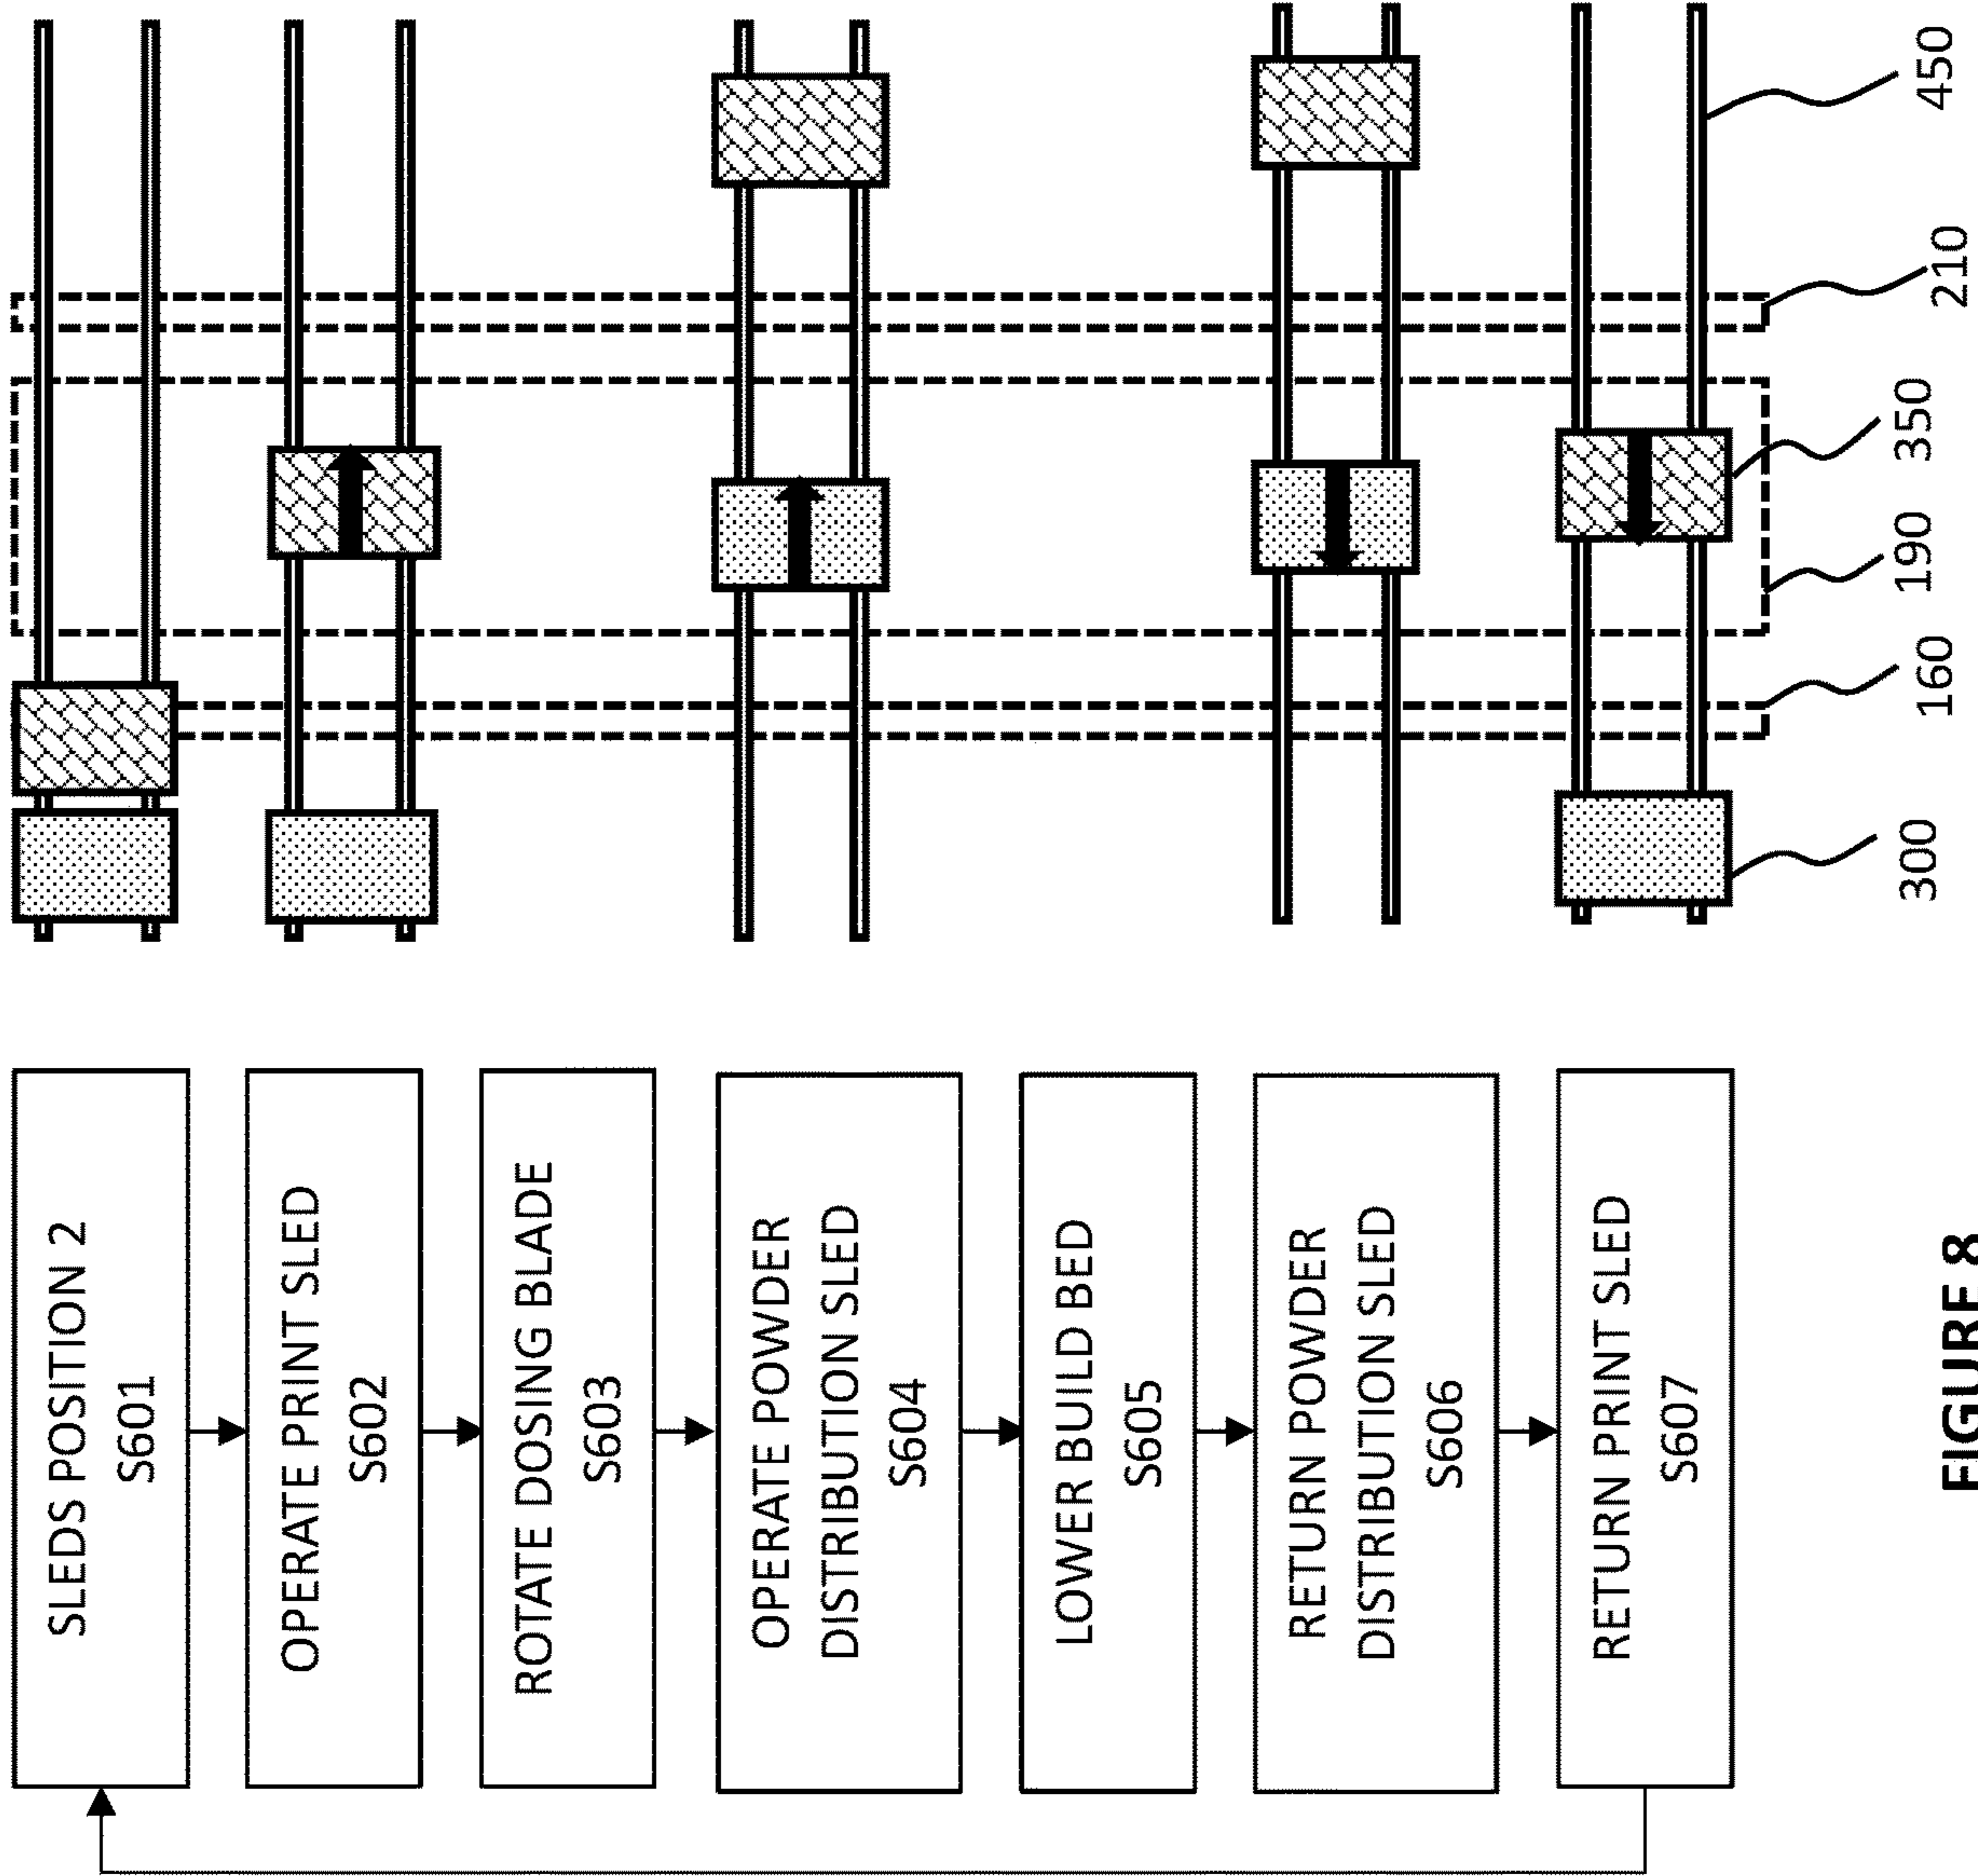 SLEDS POSITION 2
S601
OPERATE PRINT SLED
S602
ROTATE DOSING BLADE
S603
OPERATE POWDER
DISTRIBUTION SLED
S604
LOWER BUILD BED
S605
RETURN POWDER
DISTRIBUTION SLED
S606
RETURN PRINT SLED
S607
300
160
190
350
210
450
FIGURE 8